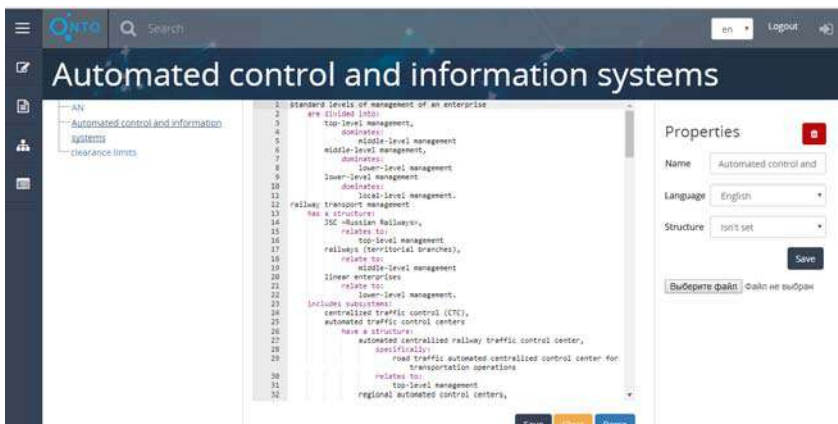 ONTO
Search
en
Logout
Automated control and information systems
AN
Automated control and information
systems
clearance limits
1 standard levels of management of an enterprise
2 are divided into:
3 top-level management,
4 dominates:
5 middle-level management
6 middle-level management,
7 dominates:
8 lower-level management
9 lower-level management
10 dominates:
11 local-level management.
12 railway transport management
13 has a structure:
14 JSC «Russian Railways»,
15 relates to:
16 top-level management
17 railways (territorial branches),
18 relate to:
19 middle-level management
20 linear enterprises
21 relate to:
22 lower-level management.
23 includes subsystems:
24 centralized traffic control (CTC),
25 automated traffic control centers
26 have a structure:
27 automated centralized railway traffic control center,
28 specifically:
29 road traffic automated centralized control center for
transportation operations
30 relates to:
31 top-level management
32 regional automated control centers,
Save
Properties
Name
Automated control and
Language
English
Structure
Isn't set
Save
Выберите файл Файл не выбран